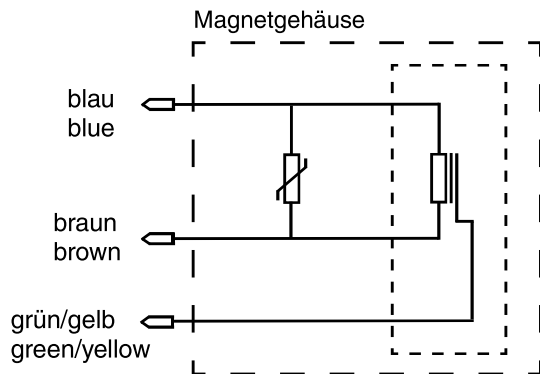 Magnetgehäuse
blau
blue
braun
brown
grün/gelb
green/yellow